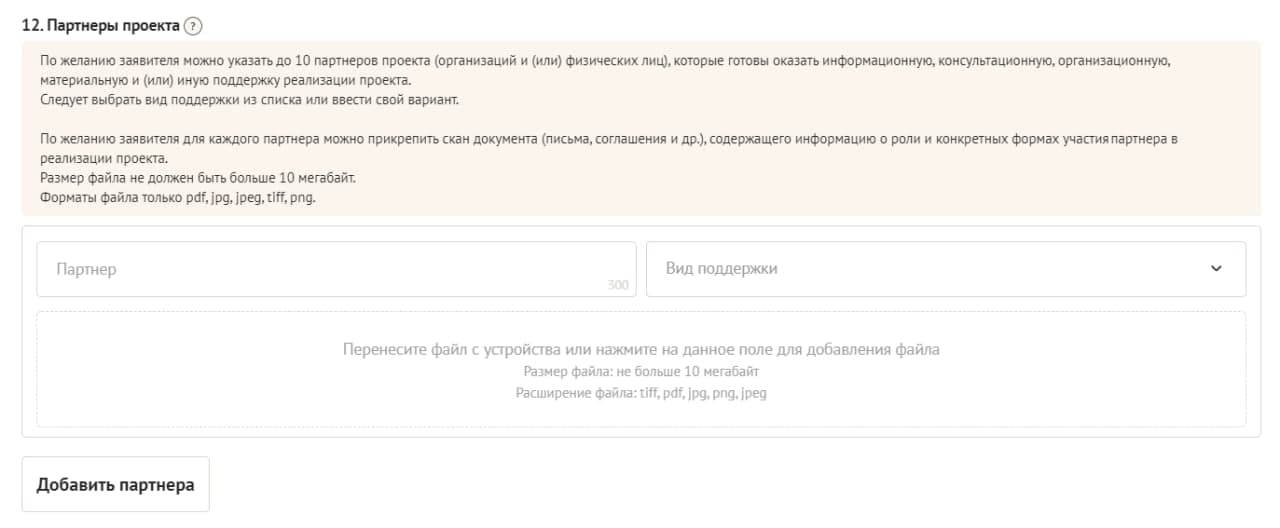 12. Партнеры проекта ?
По желанию заявителя можно указать до 10 партнеров проекта (организаций и (или) физических лиц), которые готовы оказать информационную, консультационную, организационную,
материальную и (или) иную поддержку реализации проекта.
Следует выбрать вид поддержки из списка или ввести свой вариант.
По желанию заявителя для каждого партнера можно прикрепить скан документа (письма, соглашения и др.), содержащего информацию о роли и конкретных формах участия партнера в
реализации проекта.
Размер файла не должен быть больше 10 мегабайт.
Форматы файла только pdf, jpg, jpeg, tiff, png.
Партнер
300
Вид поддержки
Перенесите файл с устройства или нажмите на данное поле для добавления файла
Размер файла: не больше 10 мегабайт
Расширение файла: tiff, pdf, jpg, png, jpeg
Добавить партнера